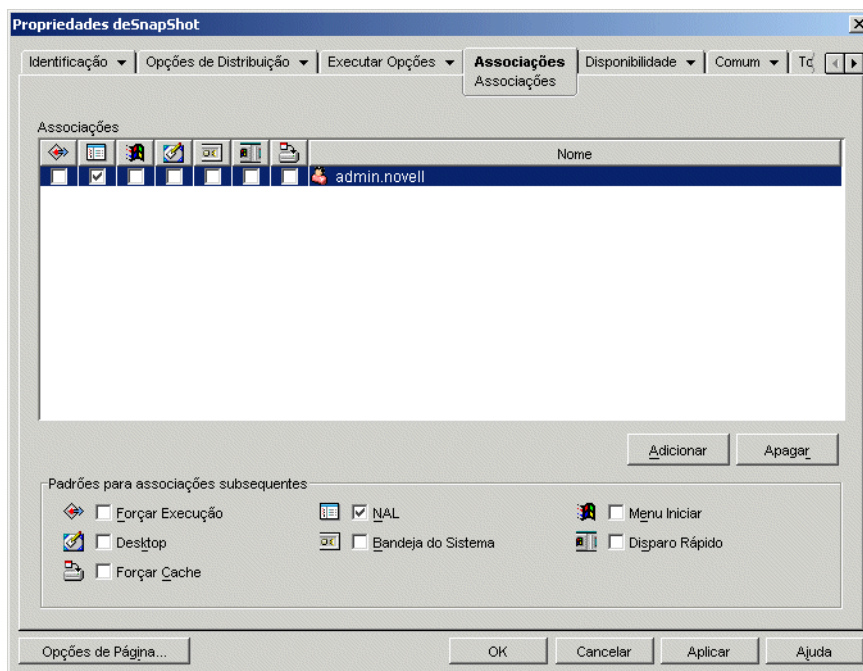 Propriedades deSnapShot
Identificação Opções de Distribuição Executar Opções Associações Disponibilidade Comum
Associações
Associações
Nome
admin.novell
Adicionar Apagar
Padrões para associações subsequentes
Forçar Execução NAL Menu Iniciar
Desktop Bandeja do Sistema Disparo Rápido
Forçar Cache
Opções de Página... OK Cancelar Aplicar Ajuda